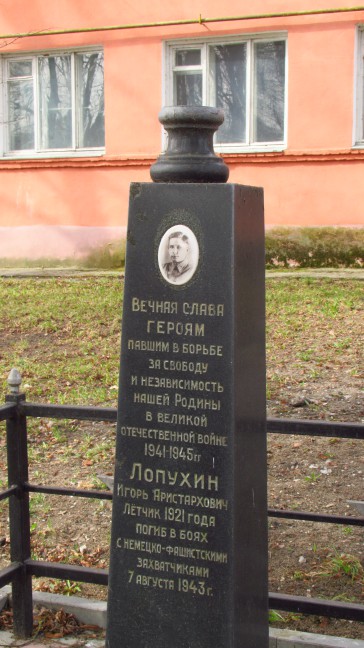 ВЕЧНАЯ СЛАВА
ГЕРОЯМ
ПАВШИМ В БОРЬБЕ
ЗА СВОБОДУ
И НЕЗАВИСИМОСТЬ
НАШЕЙ РОДИНЫ
В ВЕЛИКОЙ
ОТЕЧЕСТВЕННОЙ ВОЙНЕ
1941-1945гг
ЛОПУХИН
ИГОРЬ АРИСТАРХОВИЧ
ЛЕТЧИК 1921 ГОДА
ПОГИБ В БОЯХ
С НЕМЕЦКО-ФАШИСТСКИМИ
ЗАХВАТЧИКАМИ
7 АВГУСТА 1943г.